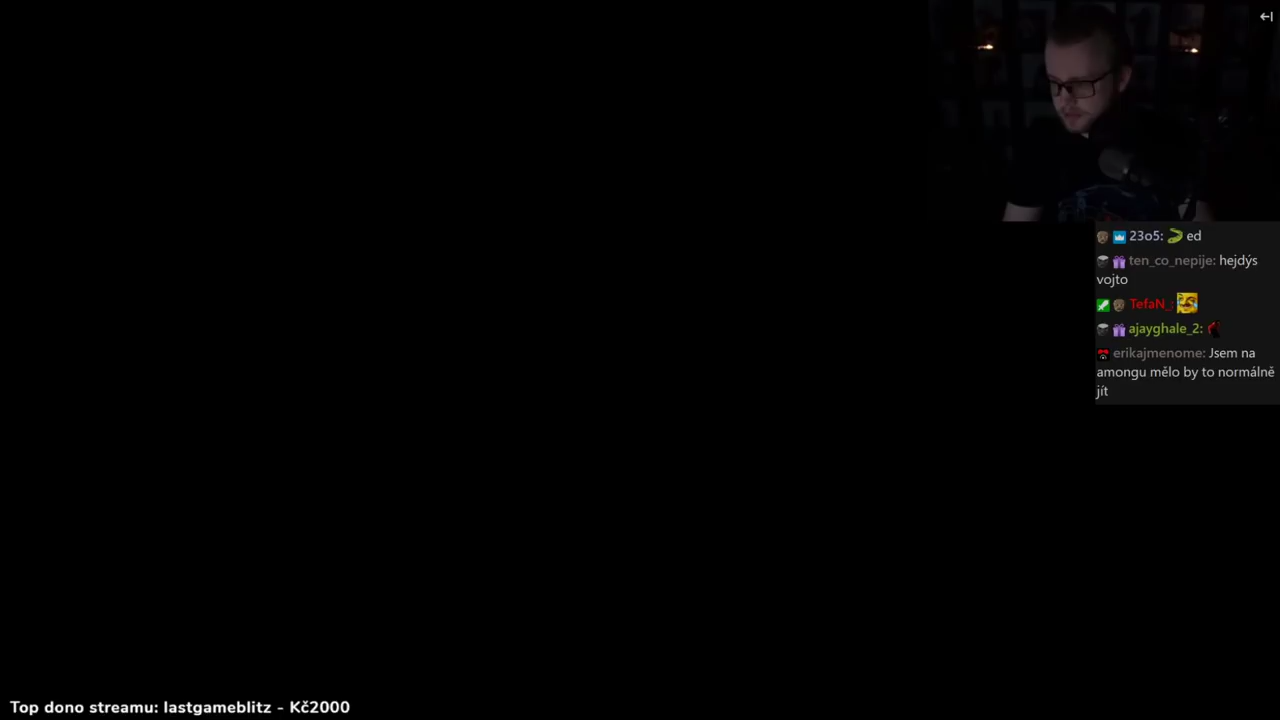 23o5: ed
ten_co_nepije: hejdýs
vojto
TefaN_:
ajayghale_2:
erikajmenome: Jsem na
amongu mělo by to normálně
jít
Top dono streamu: lastgameblitz - Kč2000